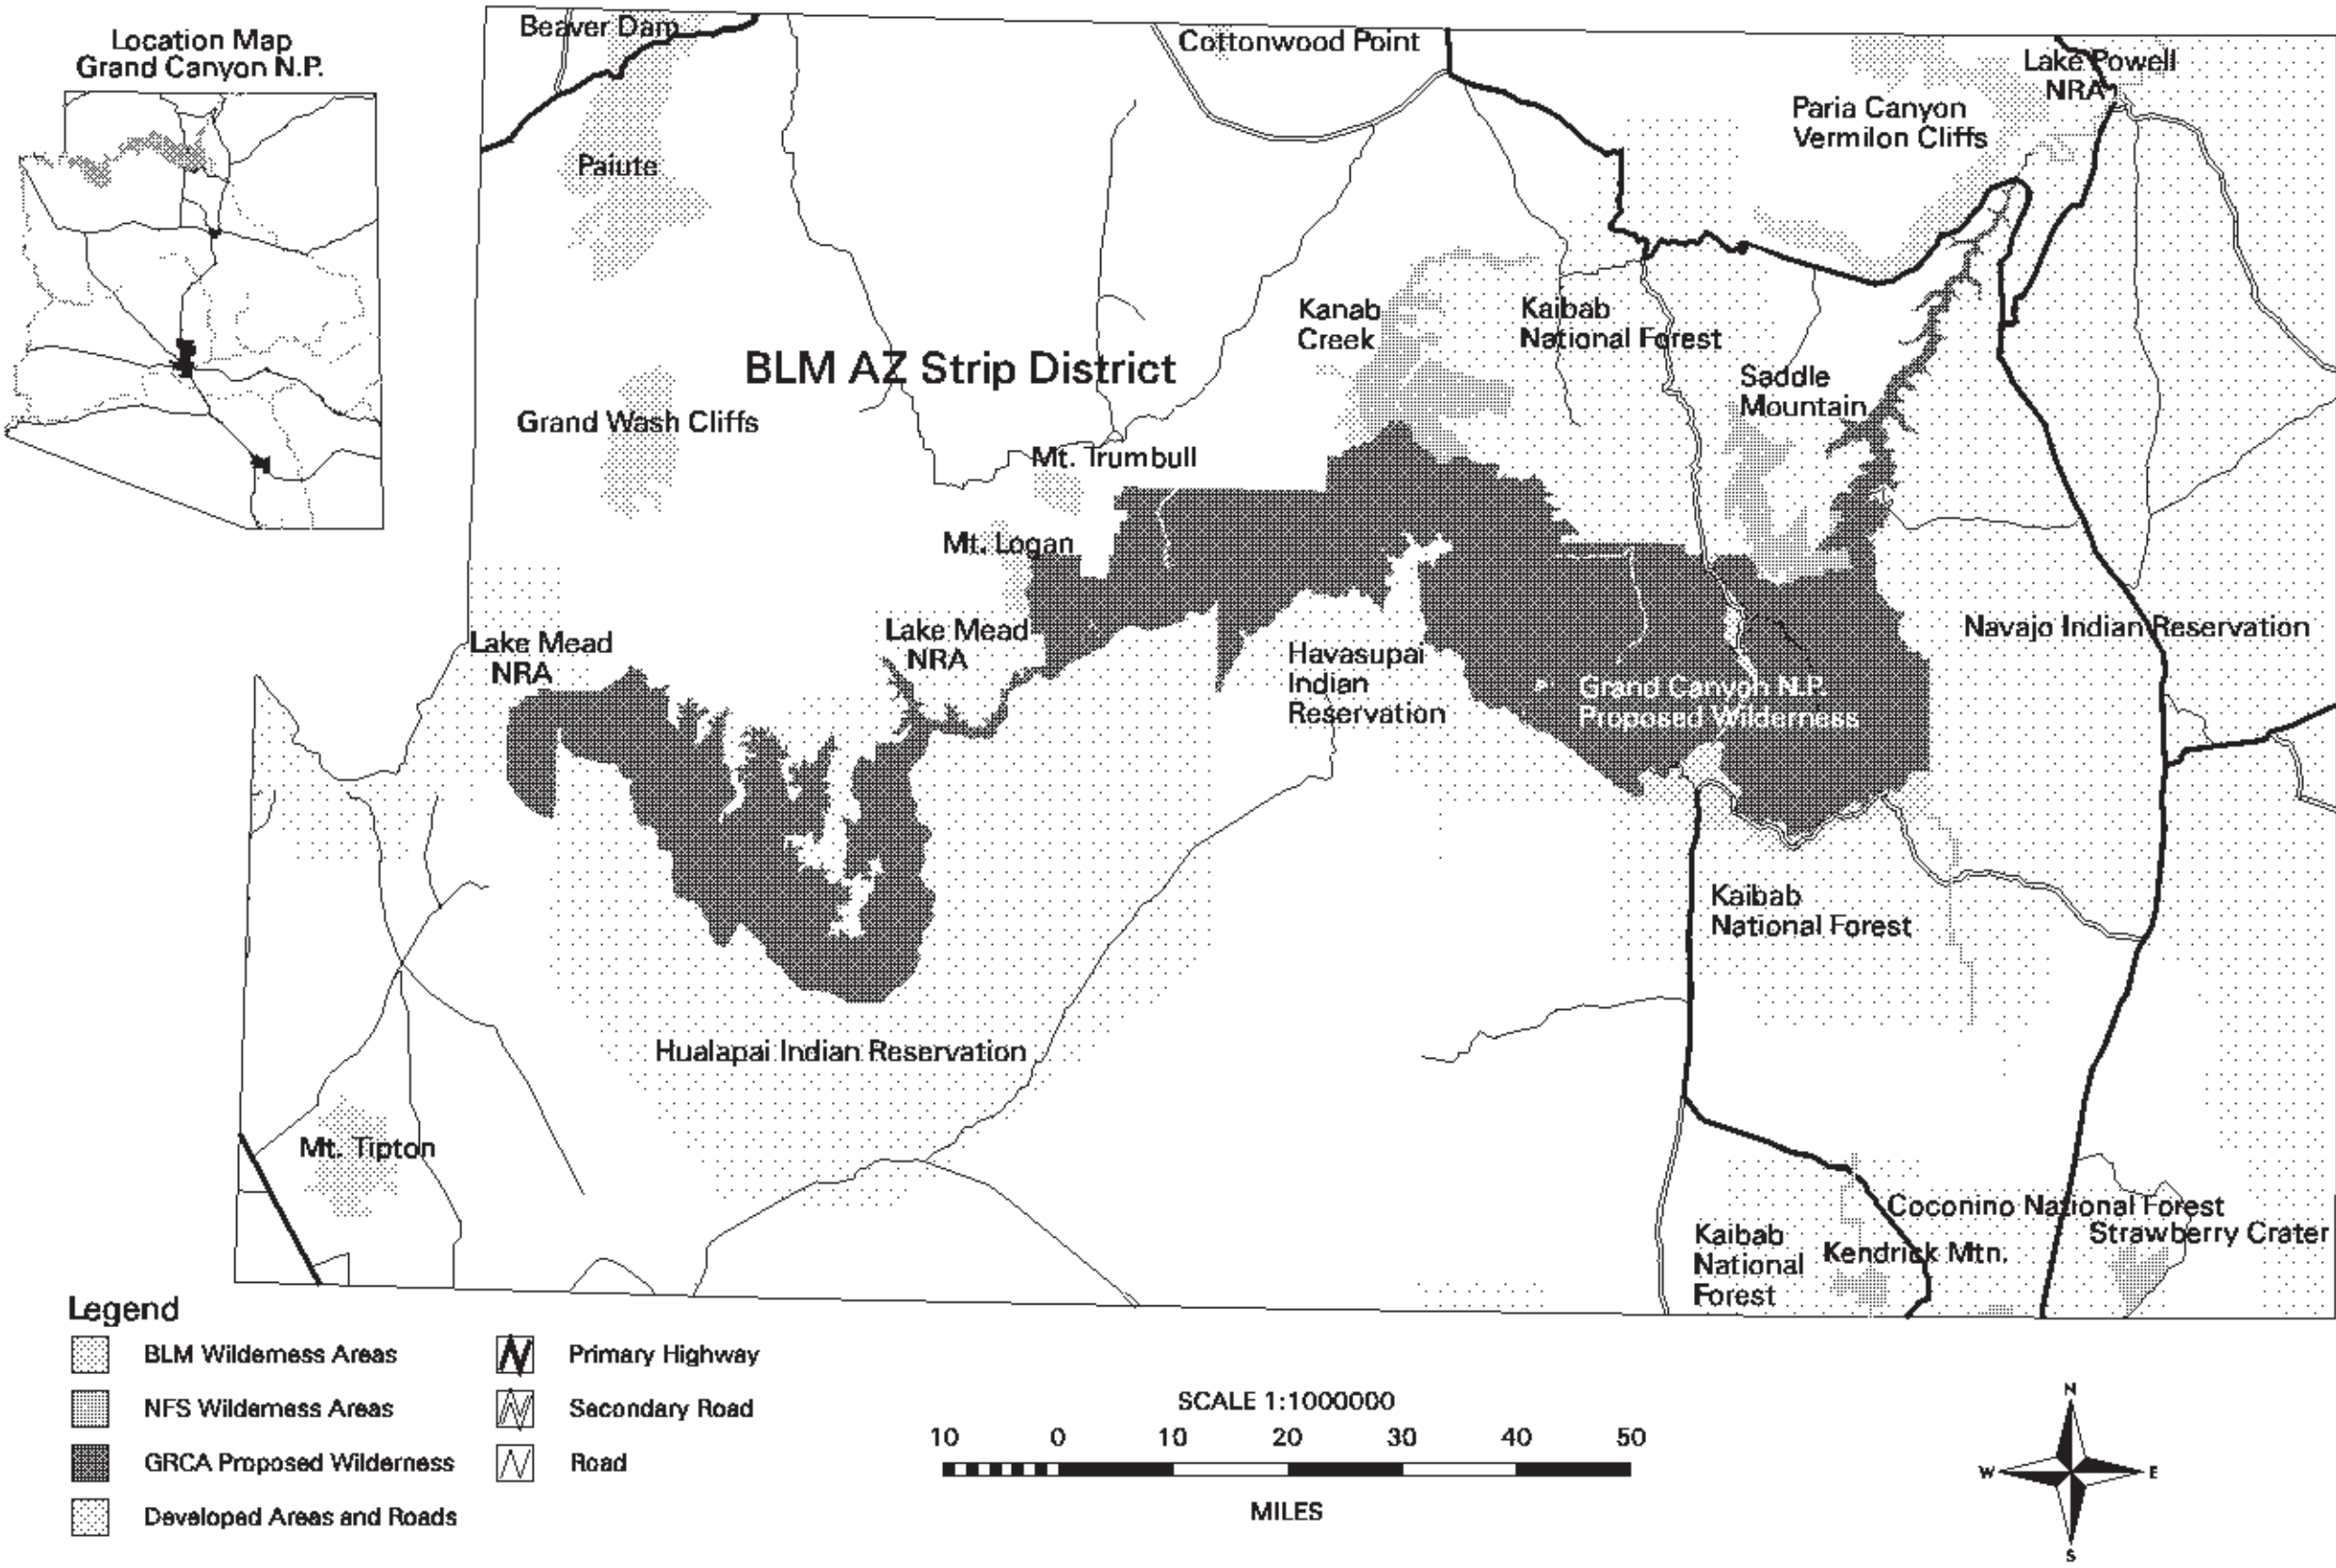 Location Map
Grand Canyon N.P.
Beaver Dam
Cottonwood Point
Lake Powell
NRA
Paria Canyon
Vermilon Cliffs
Paiute
Kanab
Creek
Kaibab
National Forest
BLM AZ Strip District
Saddle
Mountain
Grand Wash Cliffs
Mt. Trumbull
Mt. Logan
Lake Mead
NRA
Lake Mead
NRA
Havasupai
Indian
Reservation
Navajo Indian Reservation
Grand Canyon N.P.
Proposed Wilderness
Kaibab
National Forest
Hualapai Indian Reservation
Mt. Tipton
Coconino National Forest
Strawberry Crater
Kaibab
National
Forest
Kendrick Mtn.
Legend
BLM Wilderness Areas
NFS Wilderness Areas
GRCA Proposed Wilderness
Developed Areas and Roads
Primary Highway
Secondary Road
Road
SCALE 1:1000000
10 0 10 20 30 40 50
MILES
N
W E
S